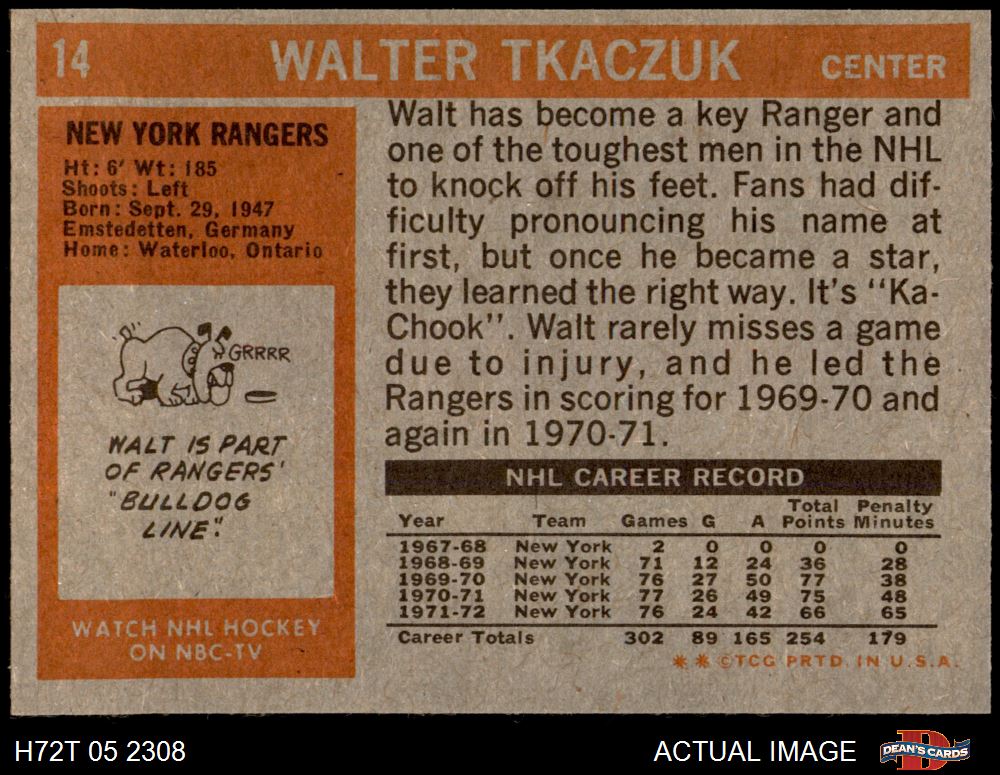 14 WALTER TKACZUK CENTER
NEW YORK RANGERS
Ht: 6' Wt: 185
Shoots: Left
Born: Sept. 29, 1947
Emstedetten, Germany
Home: Waterloo, Ontario
GRRRR
WALT IS PART
OF RANGERS'
"BULLDOG
LINE."
WATCH NHL HOCKEY
ON NBC-TV
Walt has become a key Ranger and
one of the toughest men in the NHL
to knock off his feet. Fans had dif-
ficulty pronouncing his name at
first, but once he became a star,
they learned the right way. It's "Ka-
Chook". Walt rarely misses a game
due to injury, and he led the
Rangers in scoring for 1969-70 and
again in 1970-71.
NHL CAREER RECORD
Year Team Games G A Total Points Penalty Minutes
1967-68 New York 2 0 0 0 0
1968-69 New York 71 12 24 36 28
1969-70 New York 76 27 50 77 38
1970-71 New York 77 26 49 75 48
1971-72 New York 76 24 42 66 65
Career Totals 302 89 165 254 179
* * ©TCG PRTD. IN U.S.A.
H72T 05 2308 ACTUAL IMAGE DEAN'S CARDS